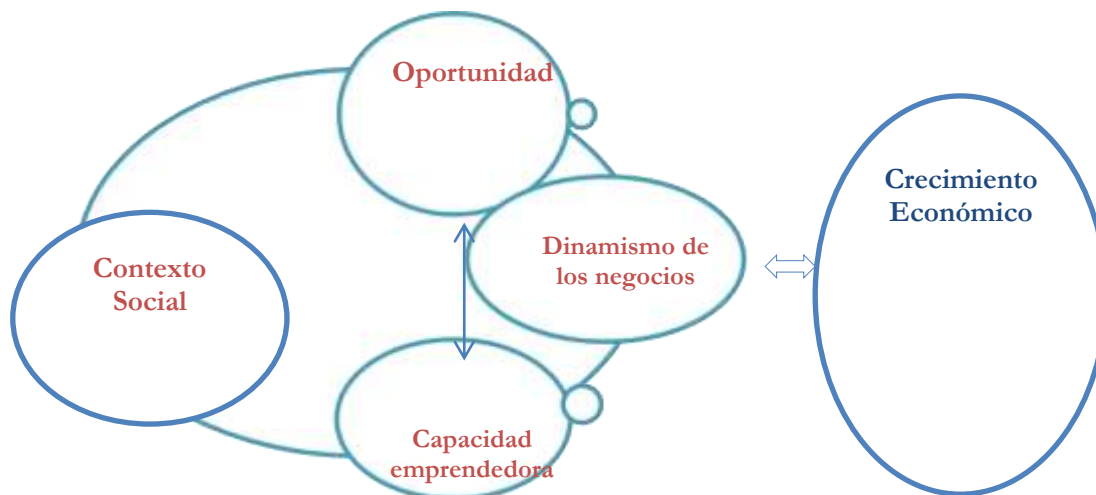 Oportunidad
Contexto
Social
Dinamismo de
los negocios
Capacidad
emprendedora
Crecimiento
Económico